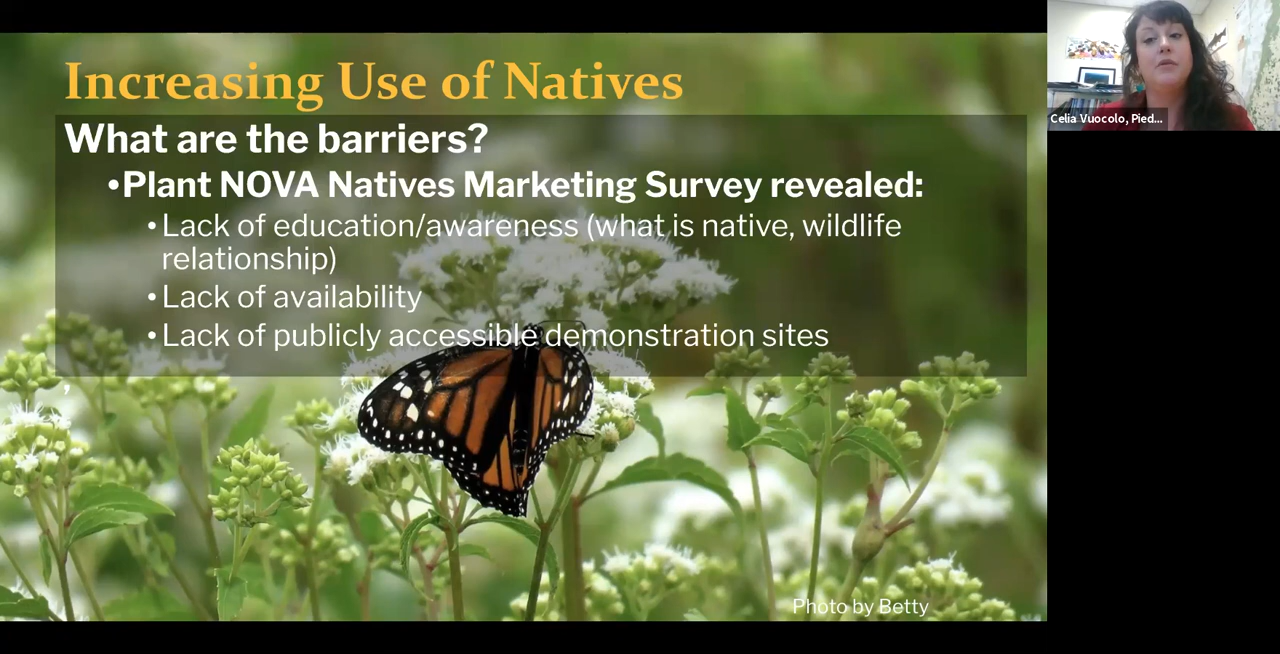 Increasing Use of Natives
What are the barriers?
•Plant NOVA Natives Marketing Survey revealed:
•Lack of education/awareness (what is native, wildlife
relationship)
•Lack of availability
•Lack of publicly accessible demonstration sites
Photo by Betty
Celia Vuocolo, Pied...